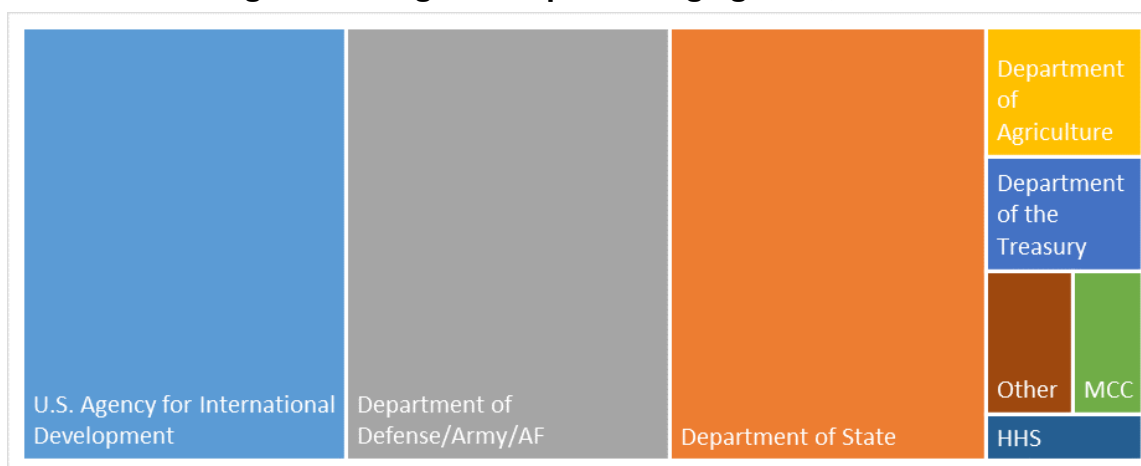 Department
of
Agriculture
Department
of the
Treasury
U.S. Agency for International
Development
Department of
Defense/Army/AF
Department of State
Other
MCC
HHS